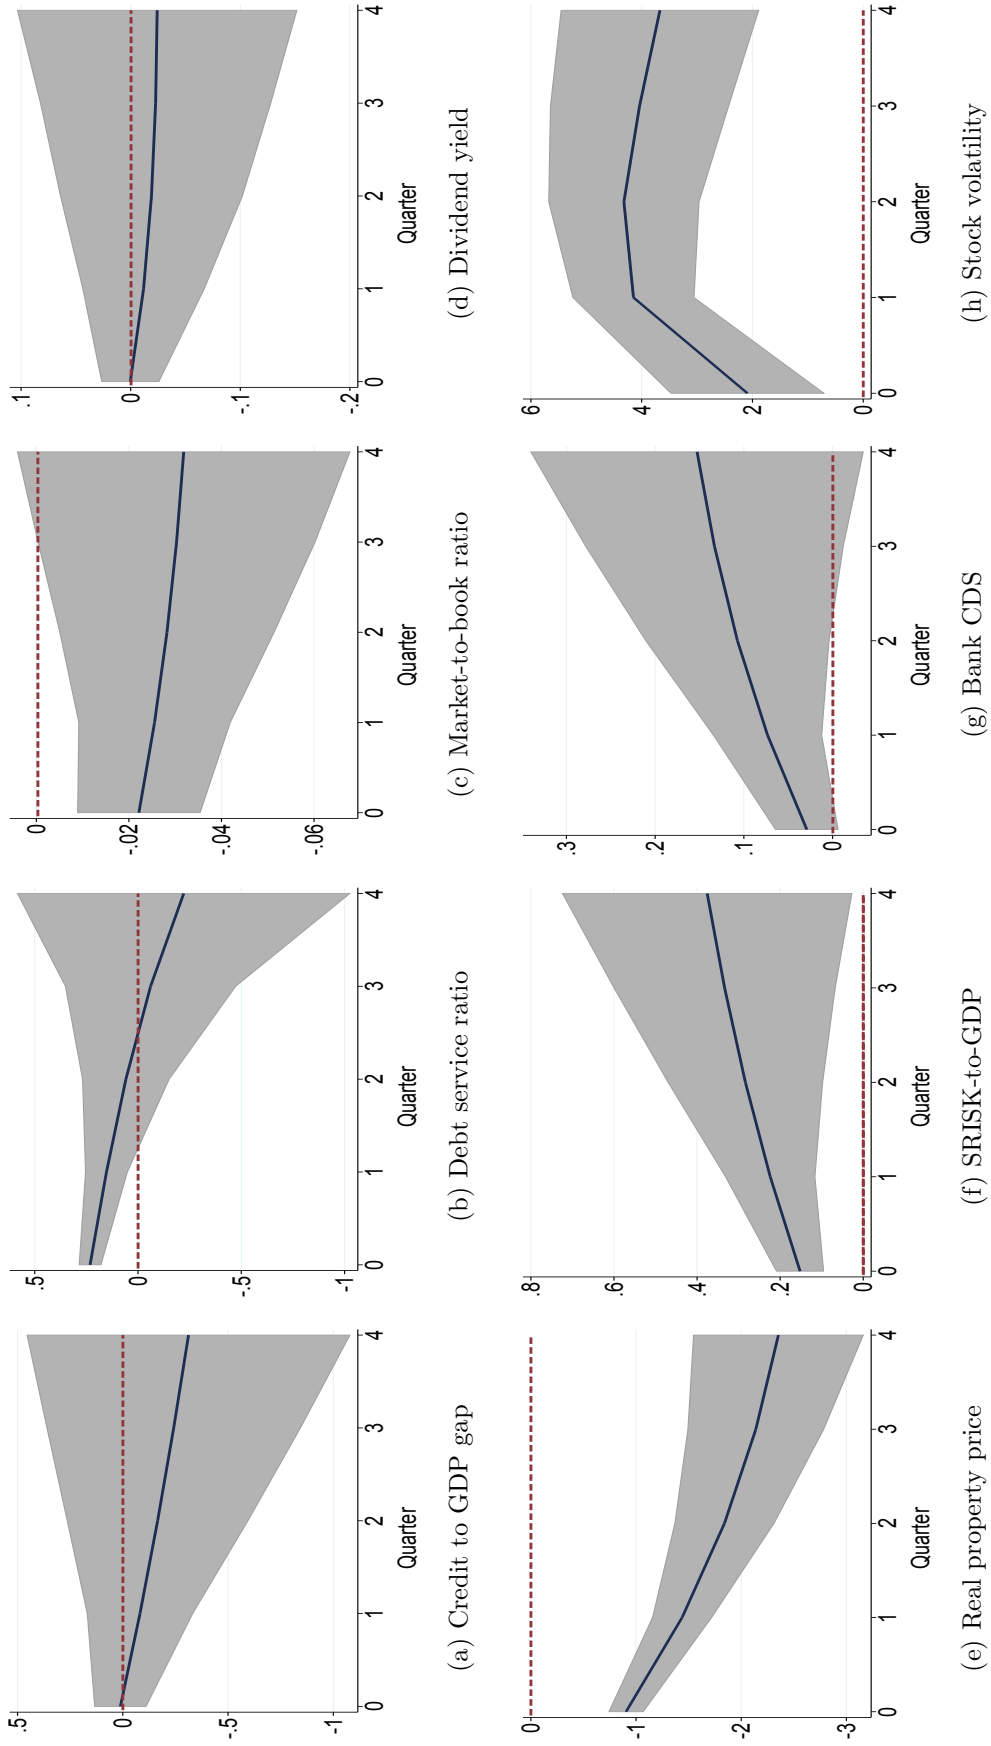 .5
0
-.5
-1
0 1 2 3 4
Quarter
(a) Credit to GDP gap
.5
0
-.5
-1
0 1 2 3 4
Quarter
(b) Debt service ratio
0
-.02
-.04
-.06
0 1 2 3 4
Quarter
(c) Market-to-book ratio
.1
0
-.1
-.2
0 1 2 3 4
Quarter
(d) Dividend yield
0
-1
-2
-3
0 1 2 3 4
Quarter
(e) Real property price
.8
.6
.4
.2
0
0 1 2 3 4
Quarter
(f) SRISK-to-GDP
.3
.2
.1
0
0 1 2 3 4
Quarter
(g) Bank CDS
6
4
2
0
0 1 2 3 4
Quarter
(h) Stock volatility